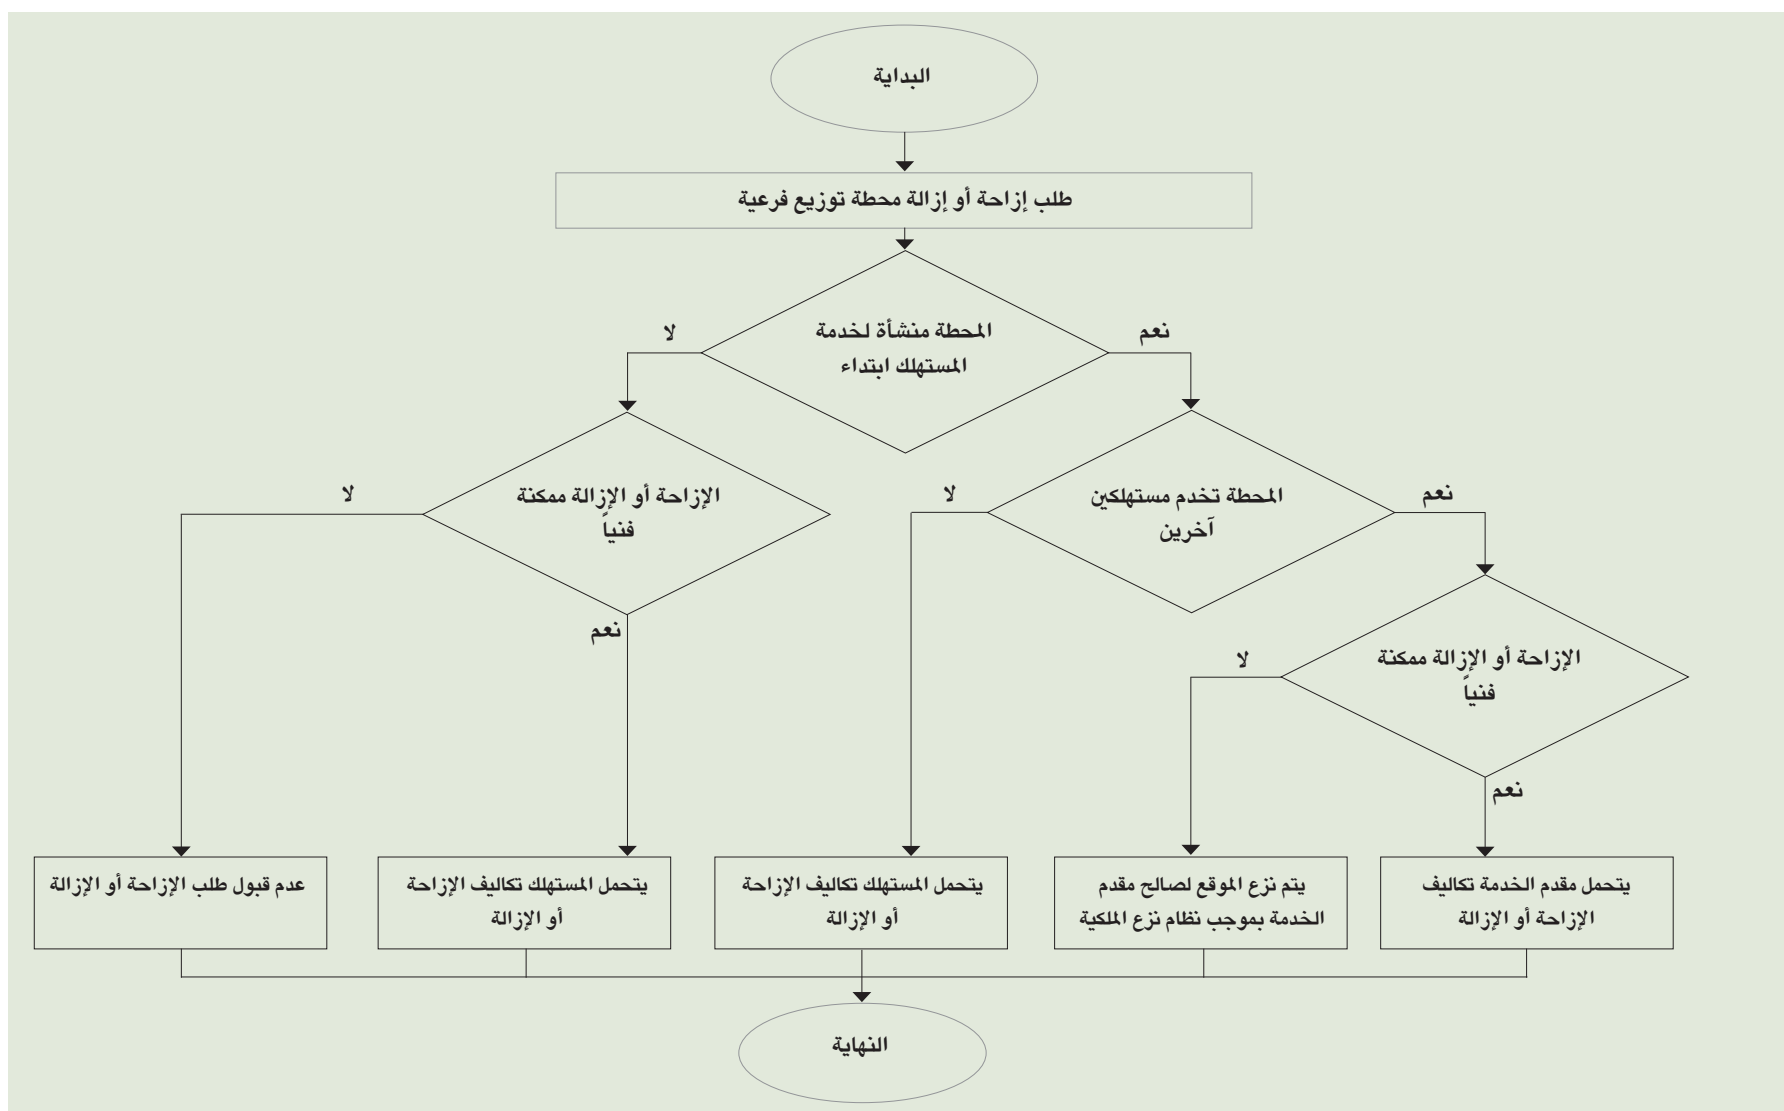 البداية
طلب إزاحة أو إزالة محطة توزيع فرعية
نعم
لا
المحطة منشأة لخدمة
المستهلك ابتداء
نعم
المحطة تخدم مستهلكين
آخرين
لا
الإزاحة أو الإزالة ممكنة
فنياً
لا
نعم
الإزاحة أو الإزالة ممكنة
فنياً
لا
نعم
يتحمل مقدم الخدمة تكاليف
الإزاحة أو الإزالة
يتم نزع الموقع لصالح مقدم
الخدمة بموجب نظام نزع الملكية
يتحمل المستهلك تكاليف الإزاحة
أو الإزالة
يتحمل المستهلك تكاليف الإزاحة
أو الإزالة
عدم قبول طلب الإزاحة أو الإزالة
النهاية